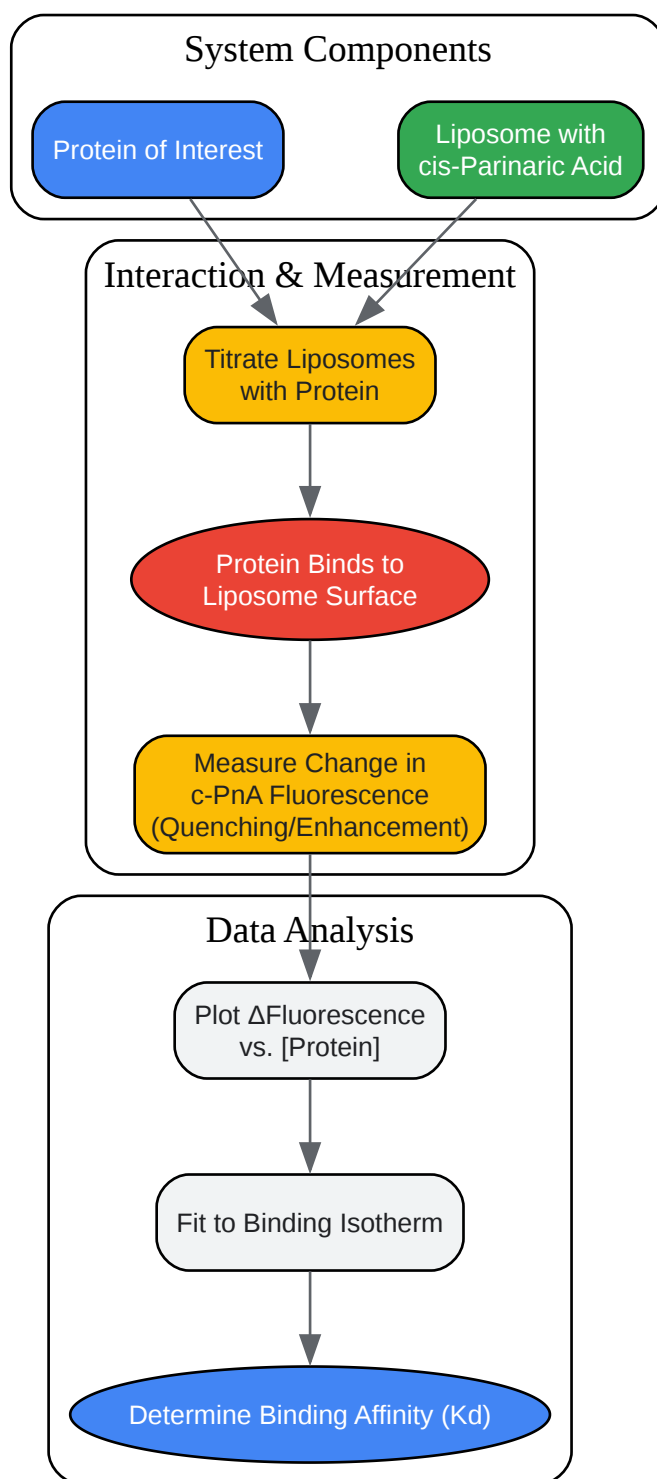 System Components
Protein of Interest
Liposome with
cis-Parinaric Acid
Interaction & Measurement
Titrate Liposomes
with Protein
Protein Binds to
Liposome Surface
Measure Change in
c-PnA Fluorescence
(Quenching/Enhancement)
Data Analysis
Plot ΔFluorescence
vs. [Protein]
Fit to Binding Isotherm
Determine Binding Affinity (Kd)